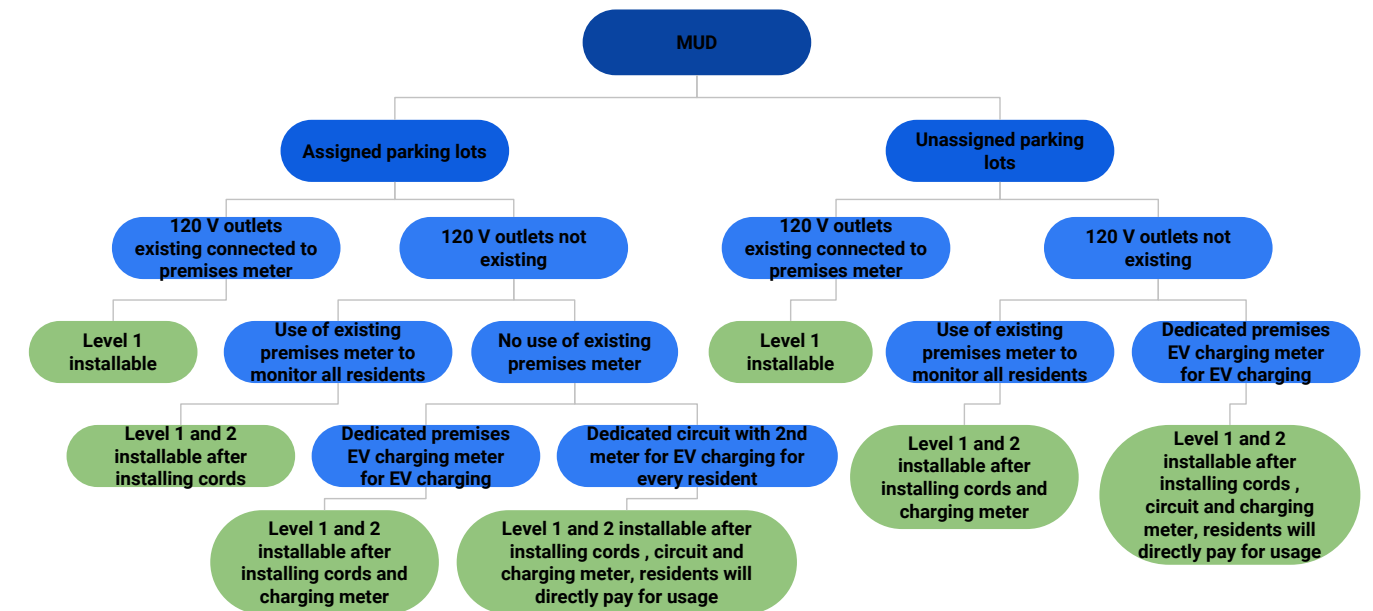 MUD
Assigned parking lots
Unassigned parking
lots
120 V outlets
existing connected to
premises meter
120 V outlets not
existing
120 V outlets
existing connected to
premises meter
120 V outlets not
existing
Level 1
installable
Use of existing
premises meter to
monitor all residents
No use of existing
premises meter
Level 1
installable
Use of existing
premises meter to
monitor all residents
Dedicated premises
EV charging meter
for EV charging
Level 1 and 2
installable after
installing cords
Dedicated premises
EV charging meter
for EV charging
Dedicated circuit with 2nd
meter for EV charging for
every resident
Level 1 and 2
installable after
installing cords and
charging meter
Level 1 and 2
installable after
installing cords ,
circuit and charging
meter, residents will
directly pay for usage
Level 1 and 2
installable after
installing cords and
charging meter
Level 1 and 2 installable after
installing cords , circuit and
charging meter, residents will
directly pay for usage